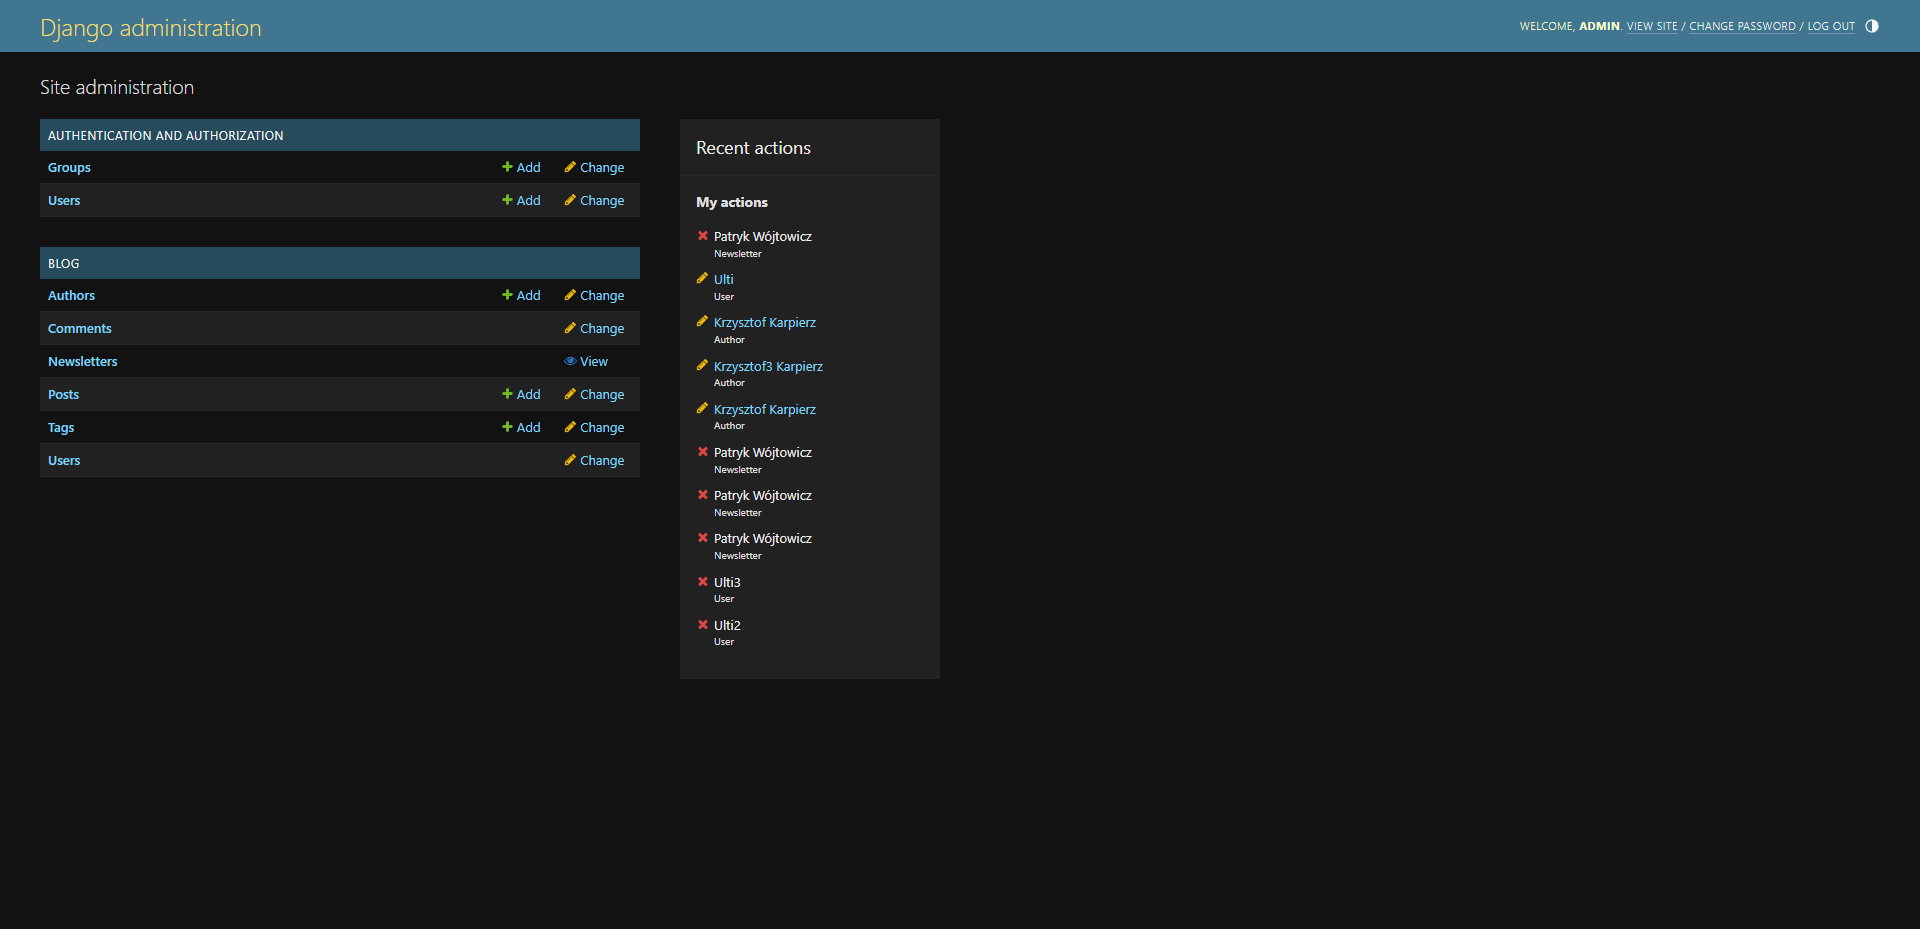 Django administration
WELCOME, ADMIN. VIEW SITE / CHANGE PASSWORD / LOG OUT
Site administration
AUTHENTICATION AND AUTHORIZATION
Groups Add Change
Users Add Change
BLOG
Authors Add Change
Comments Change
Newsletters View
Posts Add Change
Tags Add Change
Users Change
Recent actions
My actions
Patryk Wójtowicz
Newsletter
Ulti
User
Krzysztof Karpierz
Author
Krzysztof3 Karpierz
Author
Krzysztof Karpierz
Author
Patryk Wójtowicz
Newsletter
Patryk Wójtowicz
Newsletter
Patryk Wójtowicz
Newsletter
Ulti3
User
Ulti2
User